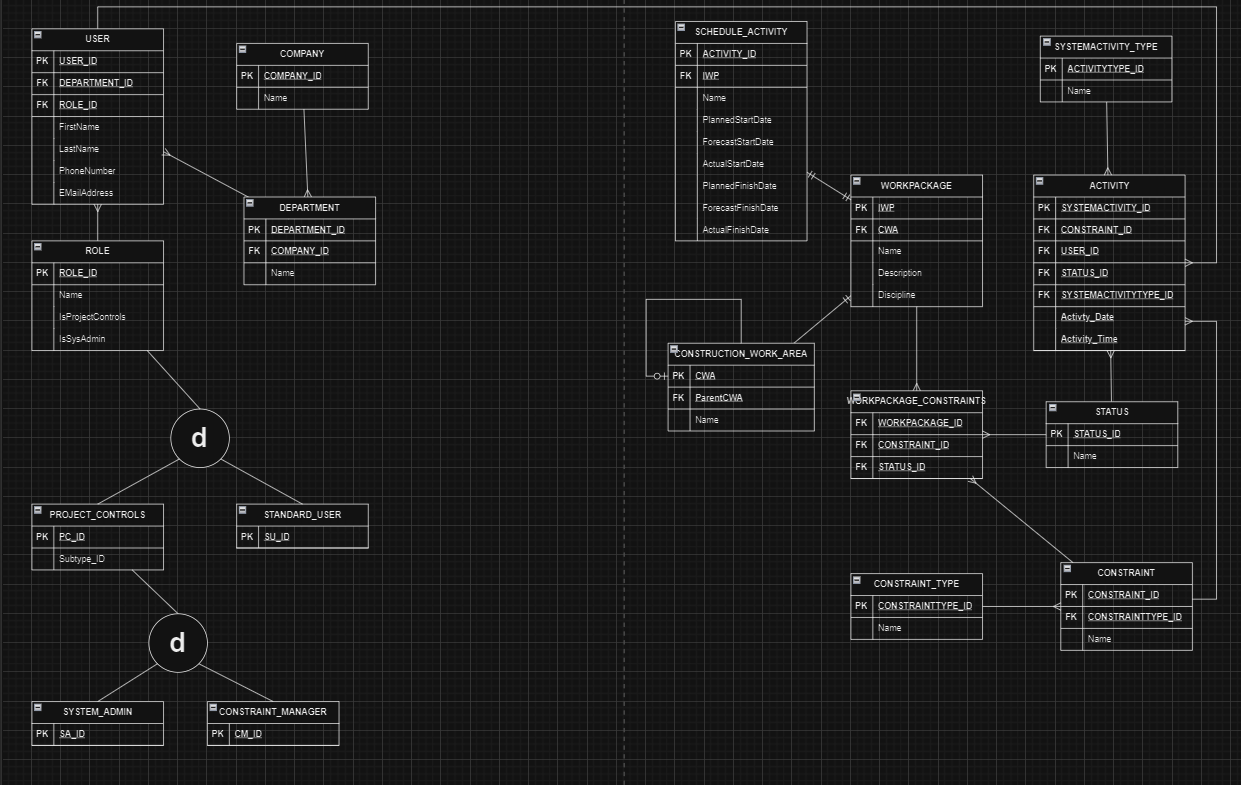 USER
PK USER_ID
FK DEPARTMENT_ID
FK ROLE_ID
FirstName
LastName
PhoneNumber
EMailAddress
COMPANY
PK COMPANY_ID
Name
DEPARTMENT
PK DEPARTMENT_ID
FK COMPANY_ID
Name
ROLE
PK ROLE_ID
Name
IsProjectControls
IsSysAdmin
d
PROJECT_CONTROLS
PK PC_ID
Subtype_ID
STANDARD_USER
PK SU_ID
d
SYSTEM_ADMIN
PK SA_ID
CONSTRAINT_MANAGER
PK CM_ID
SCHEDULE_ACTIVITY
PK ACTIVITY_ID
FK IWP
Name
PlannedStartDate
ForecastStartDate
ActualStartDate
PlannedFinishDate
ForecastFinishDate
ActualFinishDate
SYSTEMACTIVITY_TYPE
PK ACTIVITYTYPE_ID
Name
WORKPACKAGE
PK IWP
FK CWA
Name
Description
Discipline
ACTIVITY
PK SYSTEMACTIVITY_ID
FK CONSTRAINT_ID
FK USER_ID
FK STATUS_ID
FK SYSTEMACTIVITYTYPE_ID
Activty_Date
Activity_Time
CONSTRUCTION_WORK_AREA
PK CWA
FK ParentCWA
Name
WORKPACKAGE_CONSTRAINTS
FK WORKPACKAGE_ID
FK CONSTRAINT_ID
FK STATUS_ID
STATUS
PK STATUS_ID
Name
CONSTRAINT_TYPE
PK CONSTRAINTTYPE_ID
Name
CONSTRAINT
PK CONSTRAINT_ID
FK CONSTRAINTTYPE_ID
Name